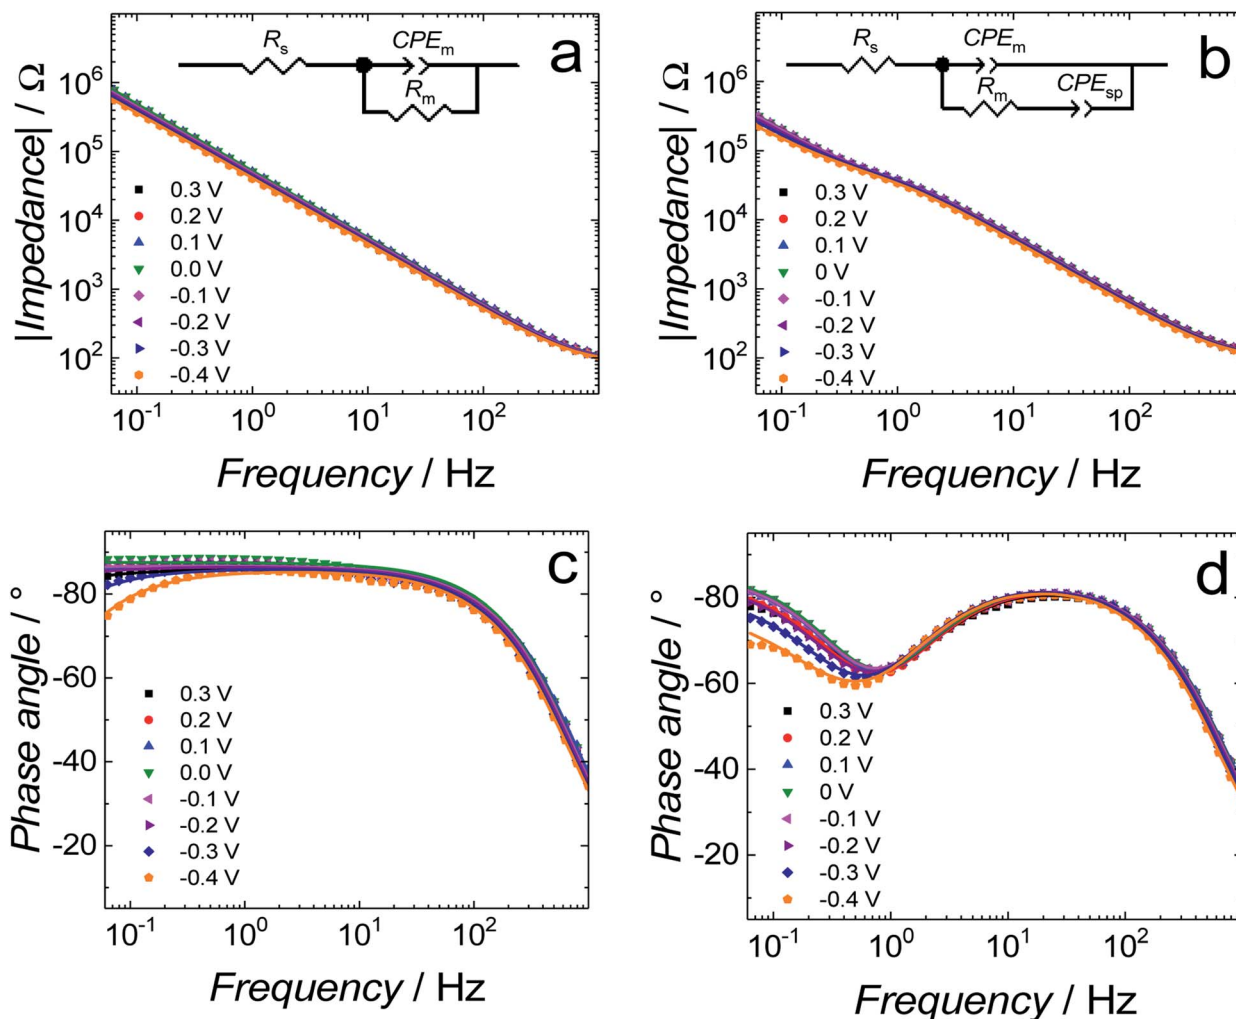 a
R_s
CPE_m
R_m
|Impedance| / Ω
10^6
10^5
10^4
10^3
10^2
0.3 V
0.2 V
0.1 V
0.0 V
-0.1 V
-0.2 V
-0.3 V
-0.4 V
10^-1 10^0 10^1 10^2
Frequency / Hz
b
R_s
CPE_m
R_m
CPE_sp
|Impedance| / Ω
10^6
10^5
10^4
10^3
10^2
0.3 V
0.2 V
0.1 V
0 V
-0.1 V
-0.2 V
-0.3 V
-0.4 V
10^-1 10^0 10^1 10^2
Frequency / Hz
c
Phase angle / °
-80
-60
-40
-20
0.3 V
0.2 V
0.1 V
0.0 V
-0.1 V
-0.2 V
-0.3 V
-0.4 V
10^-1 10^0 10^1 10^2
Frequency / Hz
d
Phase angle / °
-80
-60
-40
-20
0.3 V
0.2 V
0.1 V
0 V
-0.1 V
-0.2 V
-0.3 V
-0.4 V
10^-1 10^0 10^1 10^2
Frequency / Hz